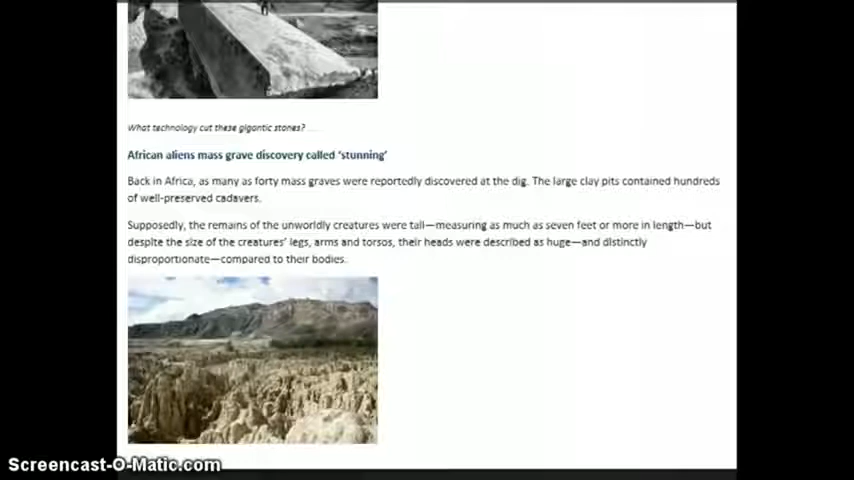 What technology cut these gigantic stones?
African aliens mass grave discovery called 'stunning'
Back in Africa, as many as forty mass graves were reportedly discovered at the dig. The large clay pits contained hundreds
of well-preserved cadavers.
Supposedly, the remains of the unworldly creatures were tall—measuring as much as seven feet or more in length—but
despite the size of the creatures' legs, arms and torsos, their heads were described as huge—and distinctly
disproportionate—compared to their bodies.
Screencast-O-Matic.com